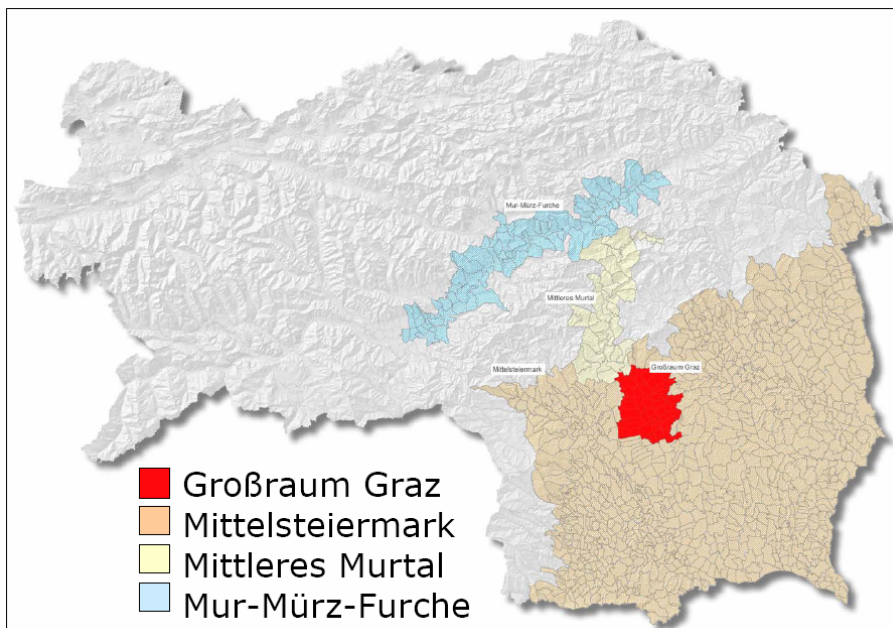 Mur-Mürz-Furche
Mittleres Murtal
Mittelsteiermark
Großraum Graz
Großraum Graz
Mittelsteiermark
Mittleres Murtal
Mur-Mürz-Furche